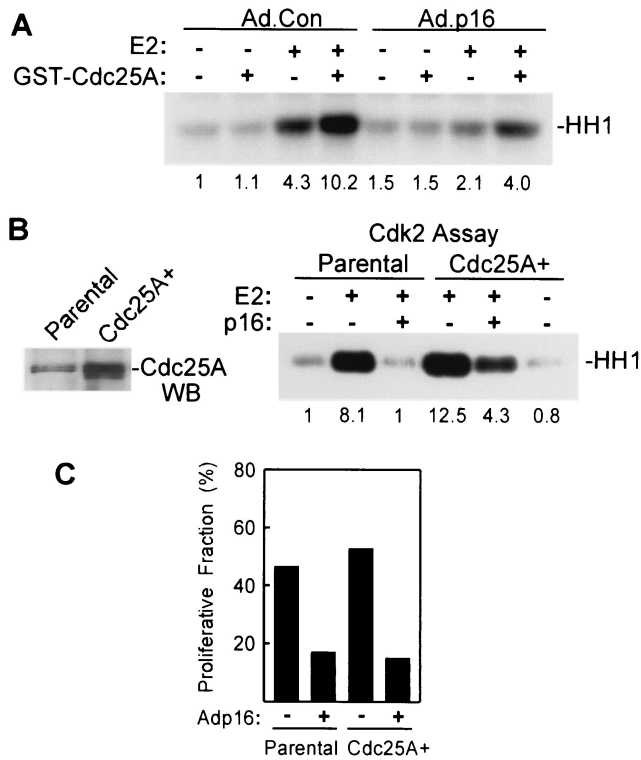 A
Ad.Con Ad.p16
E2: - - + + - - + +
GST-Cdc25A: - + - + - + - +
-HH1
1 1.1 4.3 10.2 1.5 1.5 2.1 4.0
B
Cdk2 Assay
Parental Cdc25A+
Parental Cdc25A+
E2: - + + + + -
p16: - - + - + -
-Cdc25A
WB
-HH1
1 8.1 1 12.5 4.3 0.8
C
Proliferative Fraction (%)
80
60
40
20
Adp16: - + - +
Parental Cdc25A+